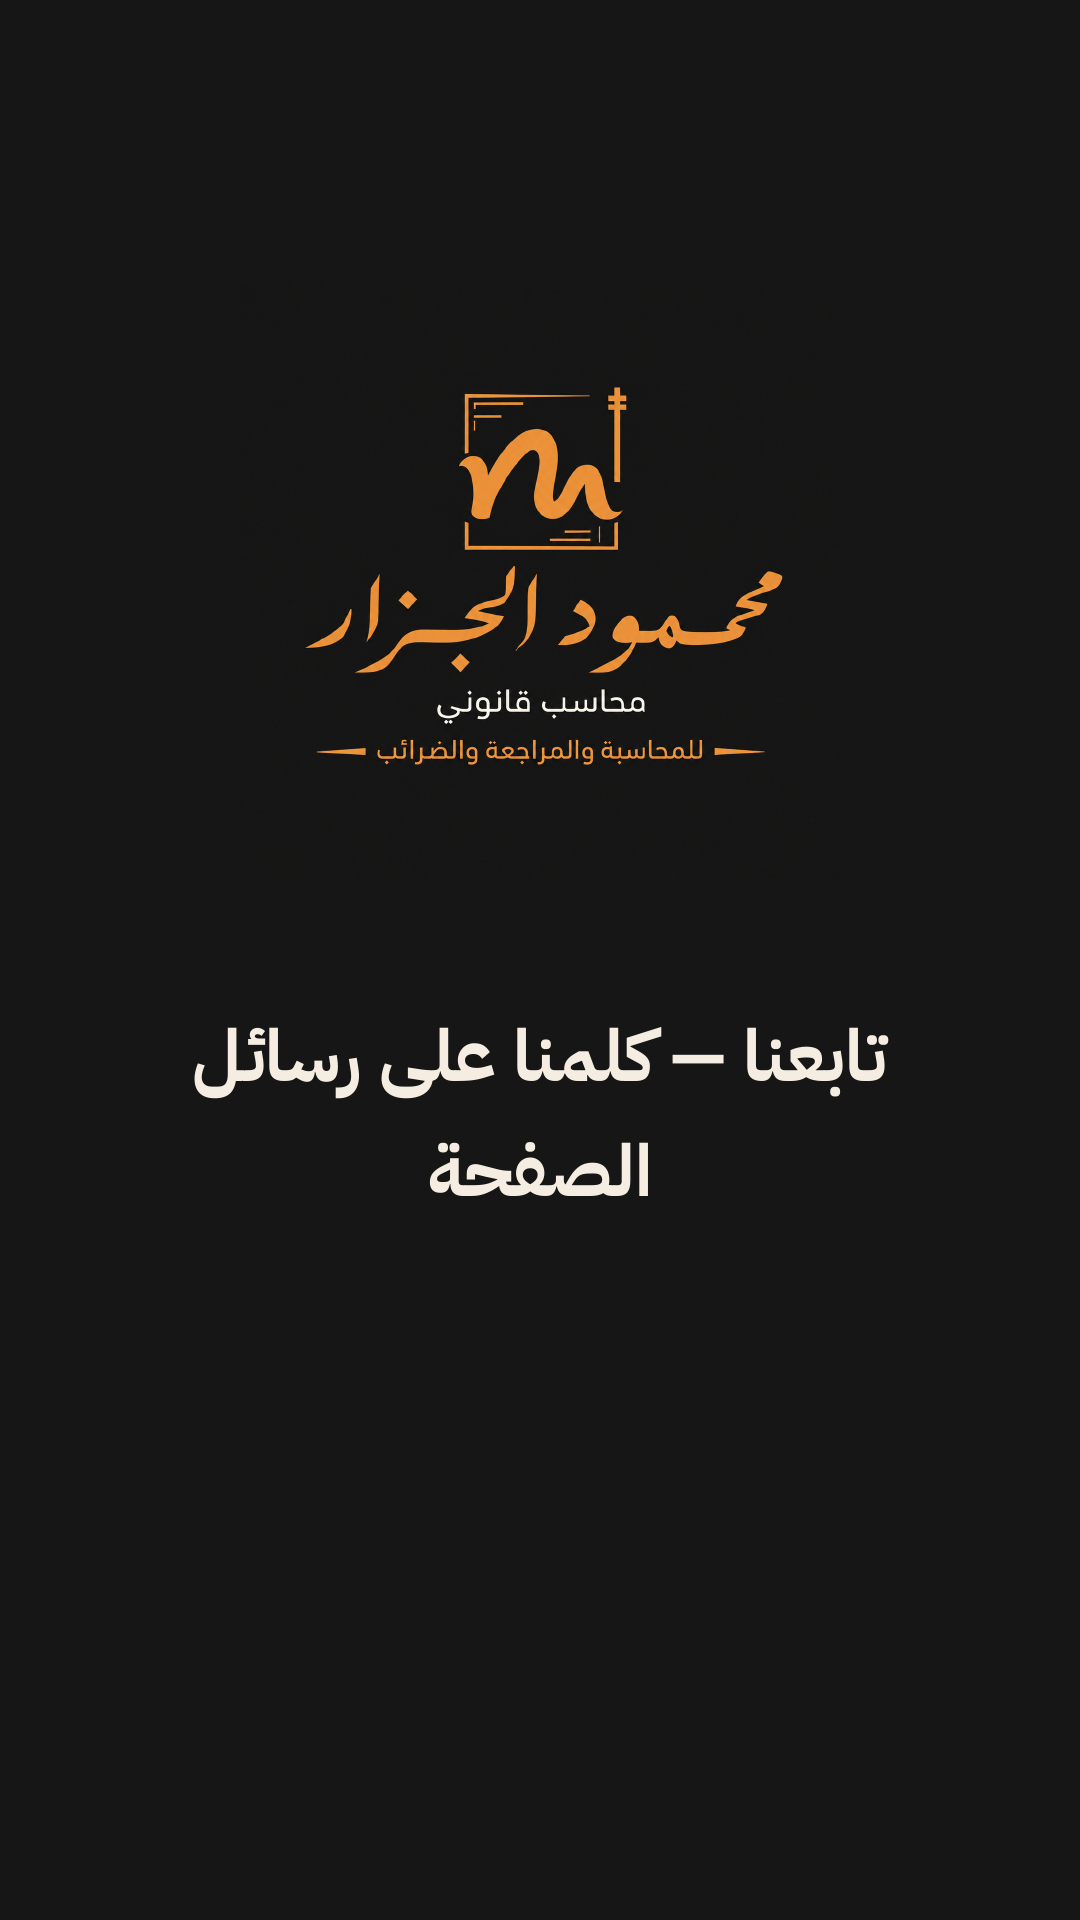 m
محمود الجزار
محاسب قانوني
للمحاسبة والمراجعة والضرائب
تابعنا — كلمنا على رسائل
الصفحة